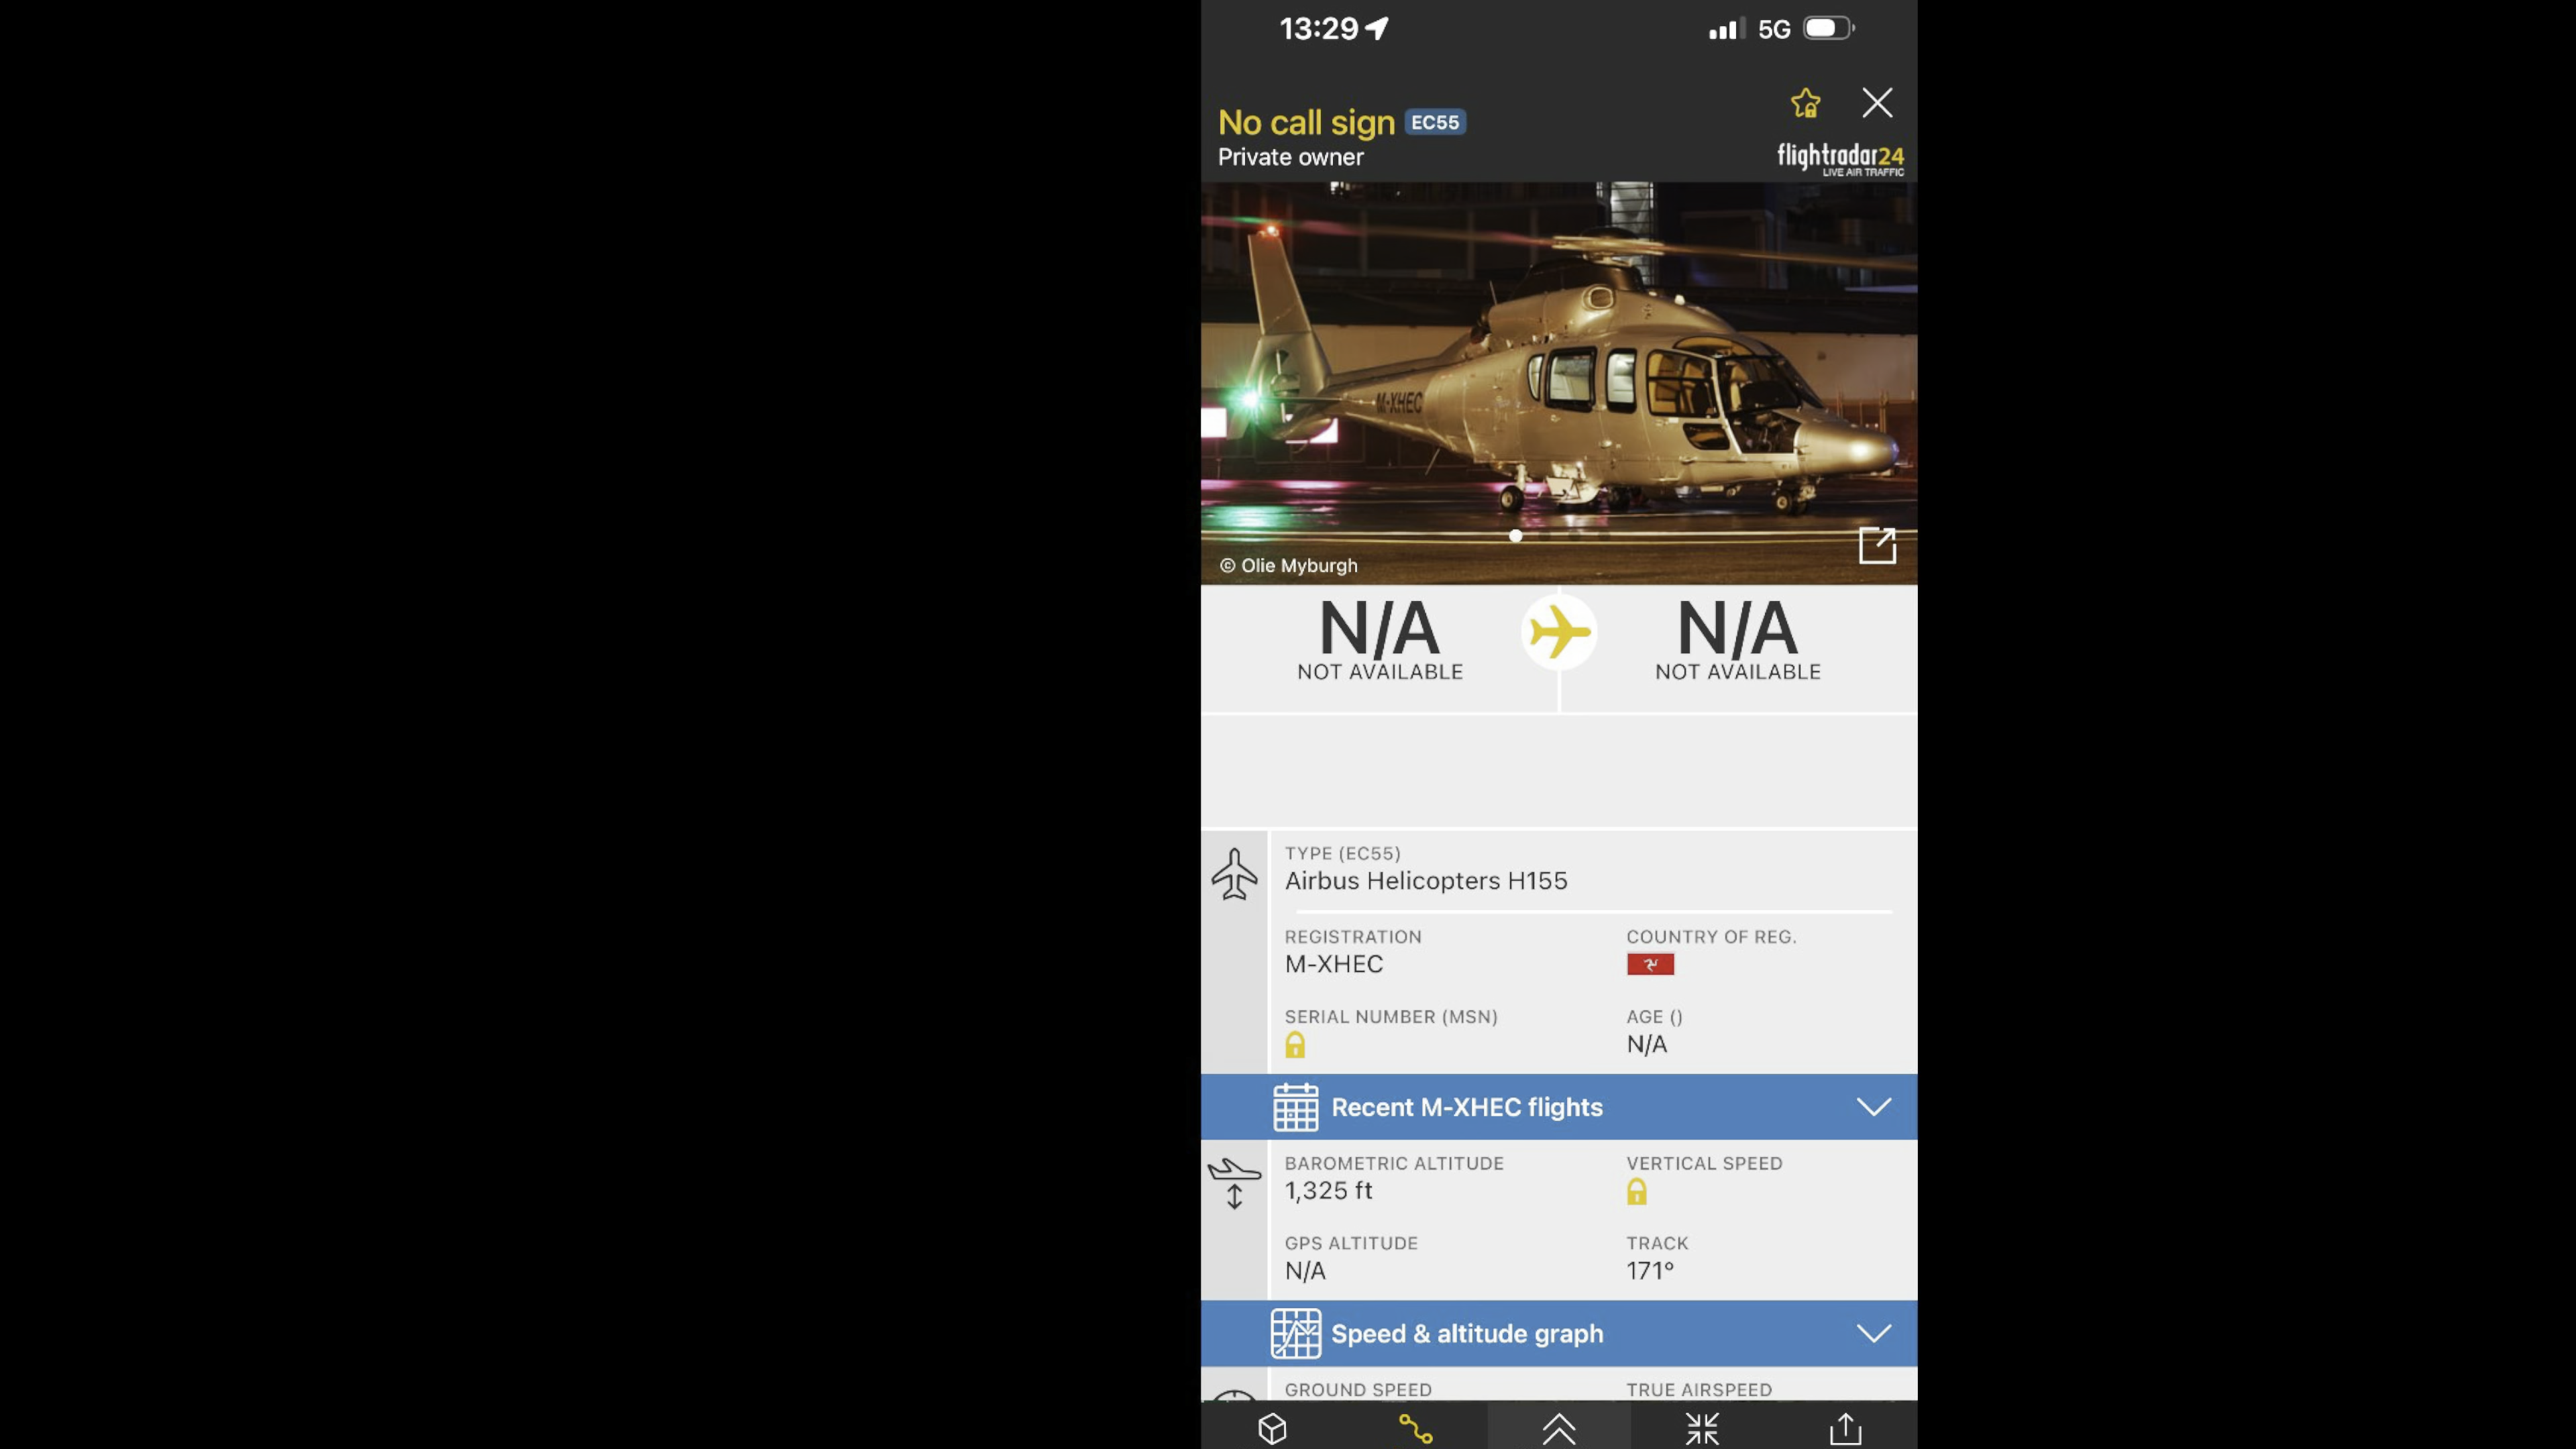 13:29 5G
No call sign EC55
Private owner
flightradar24
LIVE AIR TRAFFIC
M-XHEC
© Olie Myburgh
N/A N/A
NOT AVAILABLE NOT AVAILABLE
TYPE (EC55)
Airbus Helicopters H155
REGISTRATION COUNTRY OF REG.
M-XHEC
SERIAL NUMBER (MSN) AGE ()
N/A
Recent M-XHEC flights
BAROMETRIC ALTITUDE VERTICAL SPEED
1,325 ft
GPS ALTITUDE TRACK
N/A 171°
Speed & altitude graph
GROUND SPEED TRUE AIRSPEED